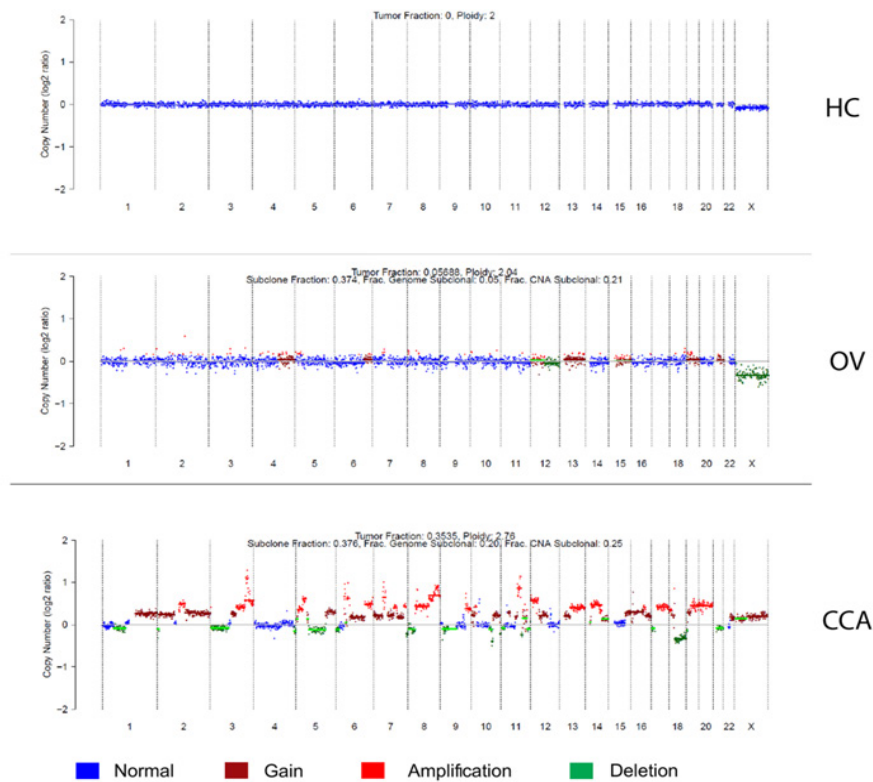 Tumor Fraction: 0, Ploidy: 2
2
1
0
−1
−2
Copy Number (log2 ratio)
HC
1 2 3 4 5 6 7 8 9 10 11 12 13 14 15 16 18 20 22 X
Tumor Fraction: 0.05688, Ploidy: 2.04
Subclone Fraction: 0.374, Frac. Genome Subclonal: 0.05, Frac. CNA Subclonal: 0.21
2
1
0
−1
−2
Copy Number (log2 ratio)
OV
1 2 3 4 5 6 7 8 9 10 11 12 13 14 15 16 18 20 22 X
Tumor Fraction: 0.3535, Ploidy: 2.76
Subclone Fraction: 0.376, Frac. Genome Subclonal: 0.20, Frac. CNA Subclonal: 0.25
2
1
0
−1
−2
Copy Number (log2 ratio)
CCA
1 2 3 4 5 6 7 8 9 10 11 12 13 14 15 16 18 20 22 X
Normal Gain Amplification Deletion